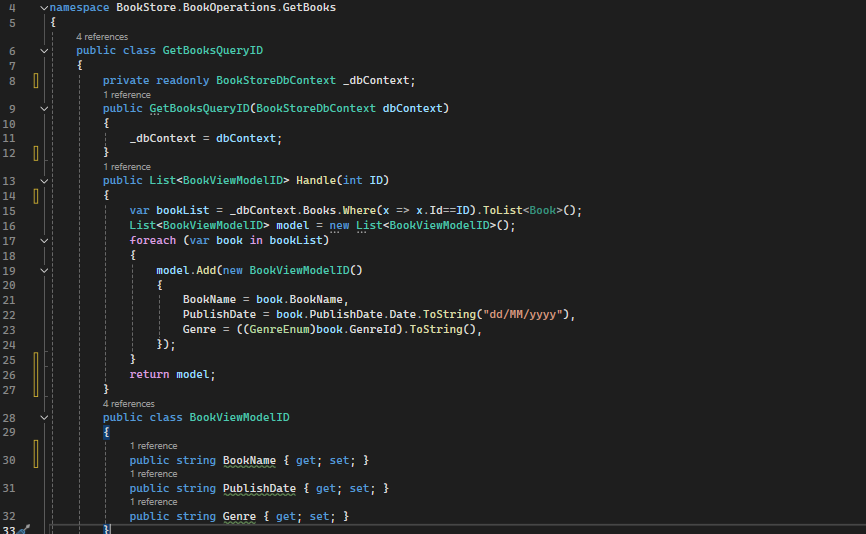 4 namespace BookStore.BookOperations.GetBooks
5 {
4 references
6 public class GetBooksQueryID
7 {
8 private readonly BookStoreDbContext _dbContext;
1 reference
9 public GetBooksQueryID(BookStoreDbContext dbContext)
10 {
11 _dbContext = dbContext;
12 }
1 reference
13 public List<BookViewModelID> Handle(int ID)
14 {
15 var bookList = _dbContext.Books.Where(x => x.Id==ID).ToList<Book>();
16 List<BookViewModelID> model = new List<BookViewModelID>();
17 foreach (var book in bookList)
18 {
19 model.Add(new BookViewModelID()
20 {
21 BookName = book.BookName,
22 PublishDate = book.PublishDate.Date.ToString("dd/MM/yyyy"),
23 Genre = ((GenreEnum)book.GenreId).ToString(),
24 });
25 }
26 return model;
27 }
4 references
28 public class BookViewModelID
29 {
1 reference
30 public string BookName { get; set; }
1 reference
31 public string PublishDate { get; set; }
1 reference
32 public string Genre { get; set; }
33 }